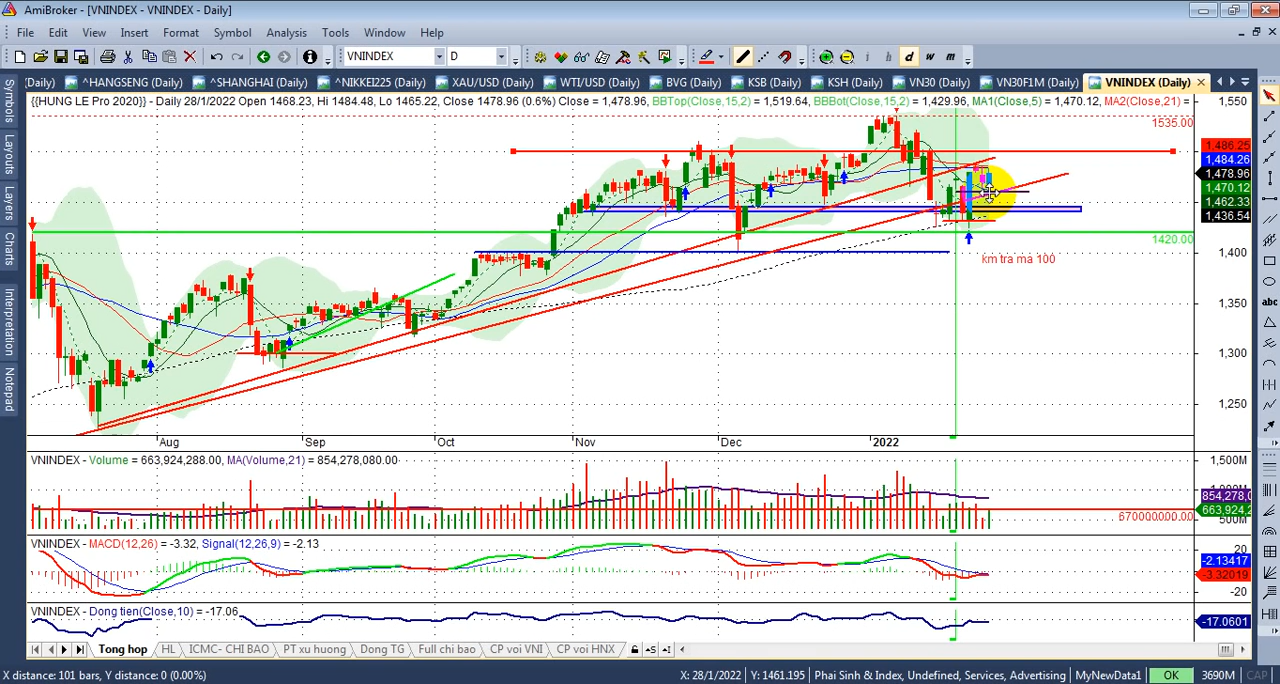 AmiBroker - [VNINDEX - VNINDEX - Daily]
File Edit View Insert Format Symbol Analysis Tools Window Help
VNINDEX D d w m
(Daily) ^HANGSENG (Daily) ^SHANGHAI (Daily) ^NIKKEI225 (Daily) XAU/USD (Daily) WTI/USD (Daily) BVG (Daily) KSB (Daily) KSH (Daily) VN30 (Daily) VN30F1M (Daily) VNINDEX (Daily)
{{HUNG LE Pro 2020}} - Daily 28/1/2022 Open 1468.23, Hi 1484.48, Lo 1465.22, Close 1478.96 (0.6%) Close = 1,478.96, BBTop(Close,15,2) = 1,519.64, BBBot(Close,15,2) = 1,429.96, MA1(Close,5) = 1,470.12, MA2(Close,21) =
1,550
1535.00
1,486.25
1,484.26
1,478.96
1,470.12
1,462.33
1,436.54
1420.00
1,400
km tra ma 100
1,350
1,300
1,250
Symbols
Layouts
Layers
Charts
Interpretation
Notepad
abc
Aug Sep Oct Nov Dec 2022
VNINDEX - Volume = 663,924,288.00, MA(Volume,21) = 854,278,080.00
1,500M
854,278,0
663,924,2
670000000.00
500M
VNINDEX - MACD(12,26) = -3.32, Signal(12,26,9) = -2.13
20
-2.13417
-3.32019
-20
VNINDEX - Dong tien(Close,10) = -17.06
-17.0601
Tong hop HL ICMC- CHI BAO PT xu huong Dong TG Full chi bao CP voi VNI CP voi HNX
X distance: 101 bars, Y distance: 0 (0.00%) X: 28/1/2022 Y: 1461.195 Phai Sinh & Index, Undefined, Services, Advertising MyNewData1 OK 3690M CAP